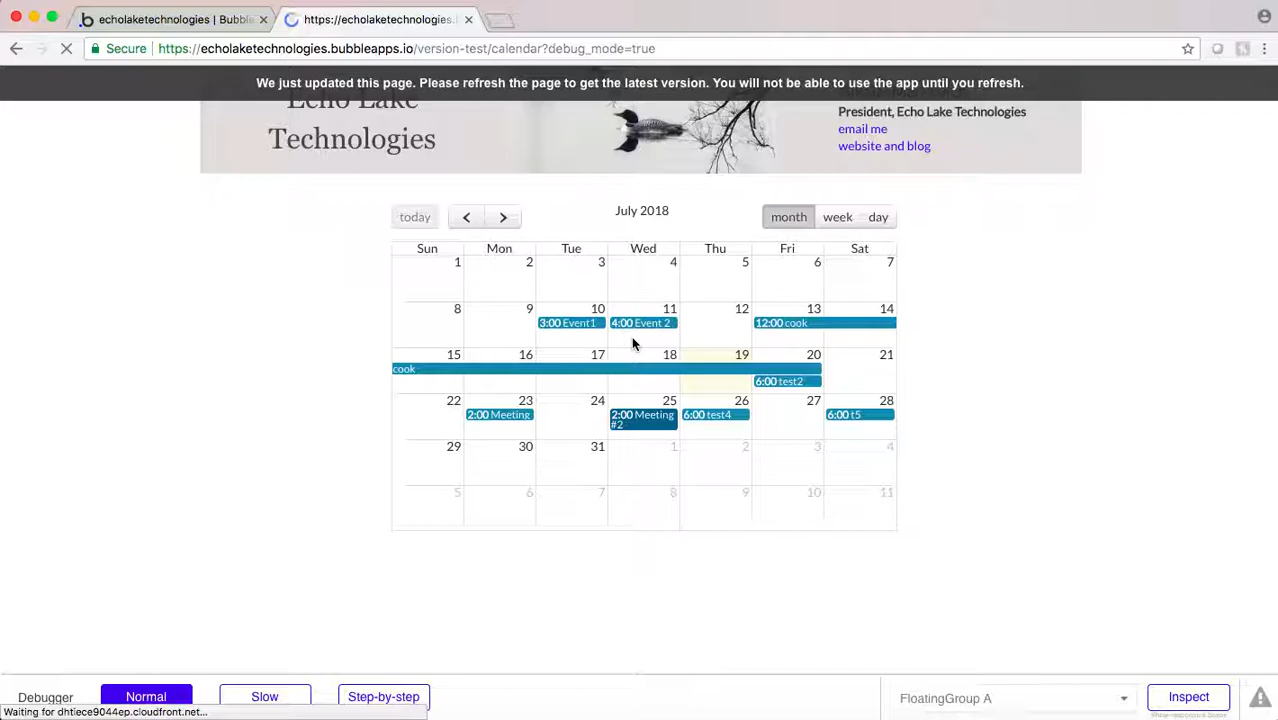 echolaketechnologies | Bubble
https://echolaketechnologies.
Secure https://echolaketechnologies.bubbleapps.io/version-test/calendar?debug_mode=true
We just updated this page. Please refresh the page to get the latest version. You will not be able to use the app until you refresh.
Echo Lake
Technologies
President, Echo Lake Technologies
email me
website and blog
today
July 2018
month week day
Sun Mon Tue Wed Thu Fri Sat
1 2 3 4 5 6 7
8 9 10 11 12 13 14
3:00 Event1 4:00 Event 2 12:00 cook
15 16 17 18 19 20 21
cook
6:00 test2
22 23 24 25 26 27 28
2:00 Meeting 2:00 Meeting #2 6:00 test4 6:00 t5
29 30 31 1 2 3 4
5 6 7 8 9 10 11
Debugger Normal Slow Step-by-step FloatingGroup A Inspect
Waiting for dhtiece9044ep.cloudfront.net...